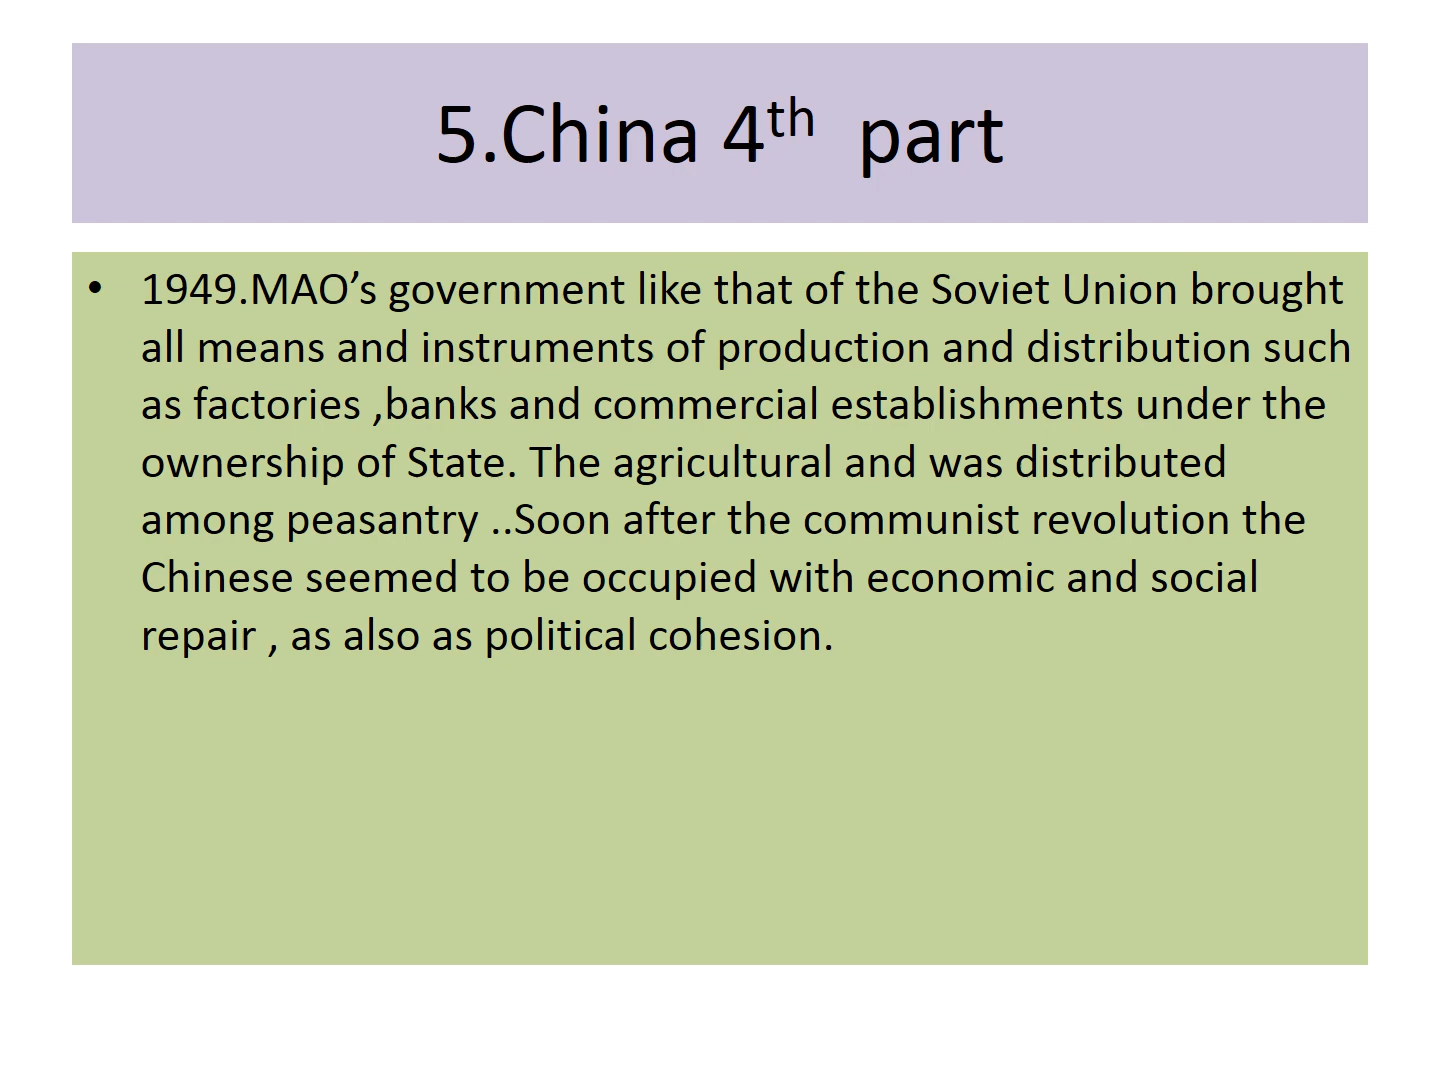 5.China 4th part
• 1949.MAO’s government like that of the Soviet Union brought
all means and instruments of production and distribution such
as factories ,banks and commercial establishments under the
ownership of State. The agricultural and was distributed
among peasantry ..Soon after the communist revolution the
Chinese seemed to be occupied with economic and social
repair , as also as political cohesion.